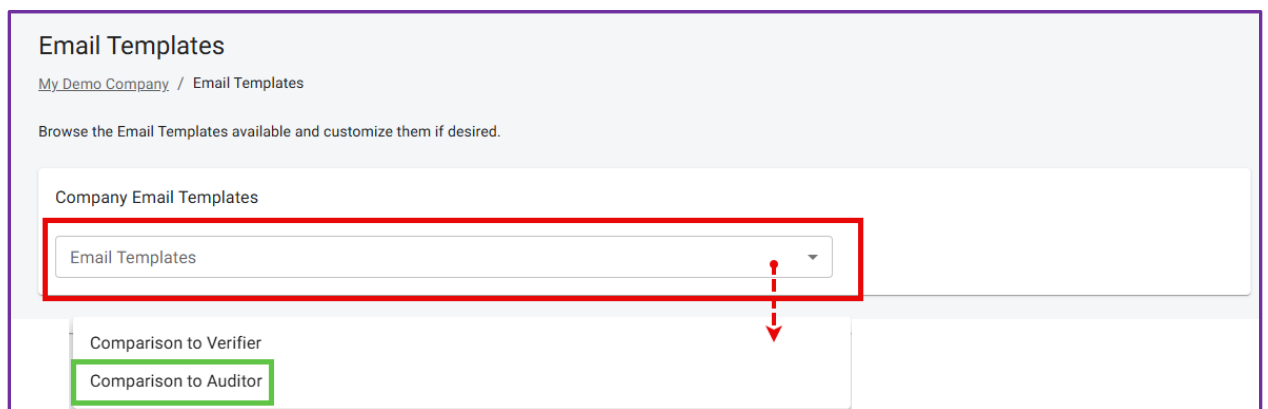 Email Templates
My Demo Company / Email Templates
Browse the Email Templates available and customize them if desired.
Company Email Templates
Email Templates
Comparison to Verifier
Comparison to Auditor